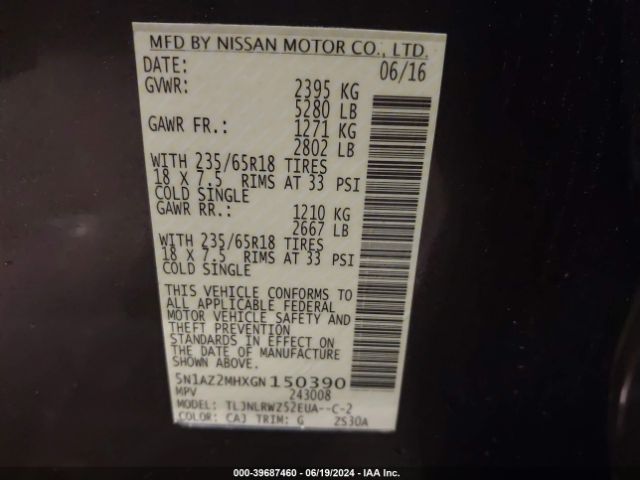 MFD BY NISSAN MOTOR CO., LTD.
DATE: 06/16
GVWR: 2395 KG
5280 LB
GAWR FR.: 1271 KG
2802 LB
WITH 235/65R18 TIRES
18 X 7.5 RIMS AT 33 PSI
COLD SINGLE
GAWR RR.: 1210 KG
2667 LB
WITH 235/65R18 TIRES
18 X 7.5 RIMS AT 33 PSI
COLD SINGLE
THIS VEHICLE CONFORMS TO
ALL APPLICABLE FEDERAL
MOTOR VEHICLE SAFETY AND
THEFT PREVENTION
STANDARDS IN EFFECT ON
THE DATE OF MANUFACTURE
SHOWN ABOVE.
5N1AZ2MHXGN150390
MPV 243008
MODEL: TLJNLRWZ52EUA--C-2
COLOR: CAJ TRIM: G 2S30A
000-39687460 - 06/19/2024 - IAA Inc.